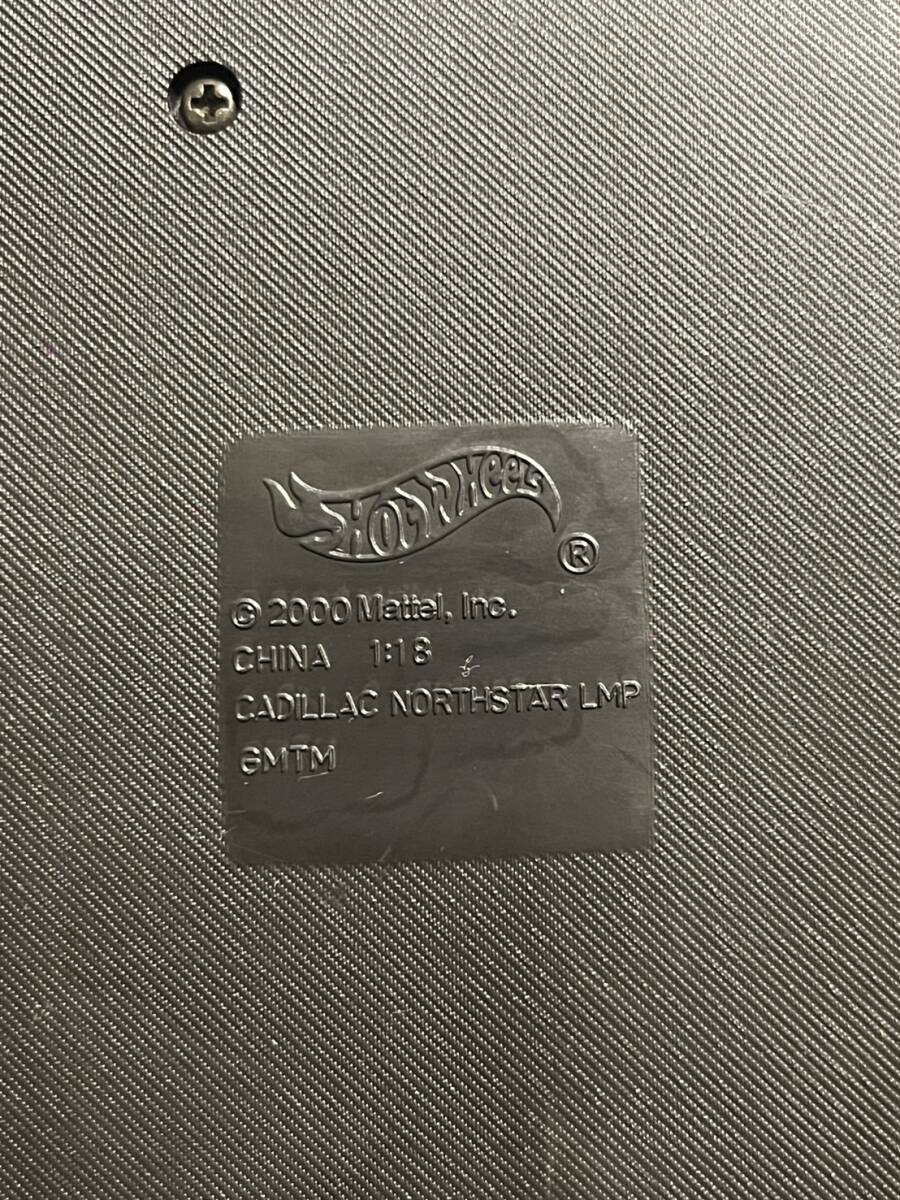 HOT WHEELS
®
© 2000 Mattel, Inc.
CHINA 1:18
CADILLAC NORTHSTAR LMP
GMTM